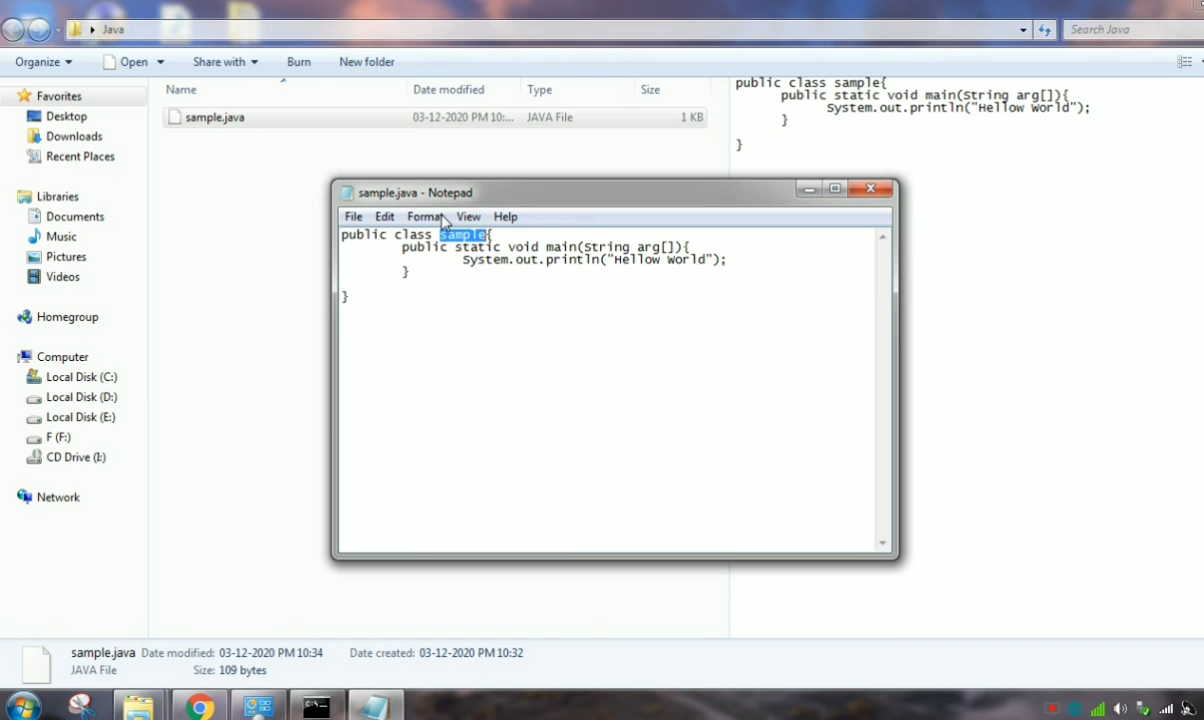 Java
Search Java
Organize
Open
Share with
Burn
New folder
Favorites
Desktop
Downloads
Recent Places
Libraries
Documents
Music
Pictures
Videos
Homegroup
Computer
Local Disk (C:)
Local Disk (D:)
Local Disk (E:)
F (F:)
CD Drive (I:)
Network
Name Date modified Type Size
sample.java 03-12-2020 PM 10:... JAVA File 1 KB
public class sample{
public static void main(String arg[]){
System.out.println("Hellow World");
}
}
sample.java - Notepad
File Edit Format View Help
public class sample{
public static void main(String arg[]){
System.out.println("Hellow World");
}
}
sample.java Date modified: 03-12-2020 PM 10:34 Date created: 03-12-2020 PM 10:32
JAVA File Size: 109 bytes
C:\.